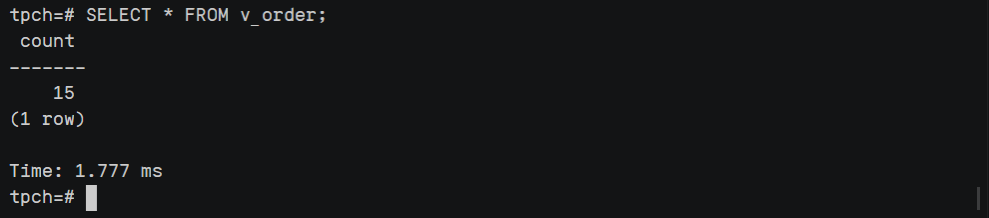 tpch=# SELECT * FROM v_order;
 count
-------
    15
(1 row)

Time: 1.777 ms
tpch=#